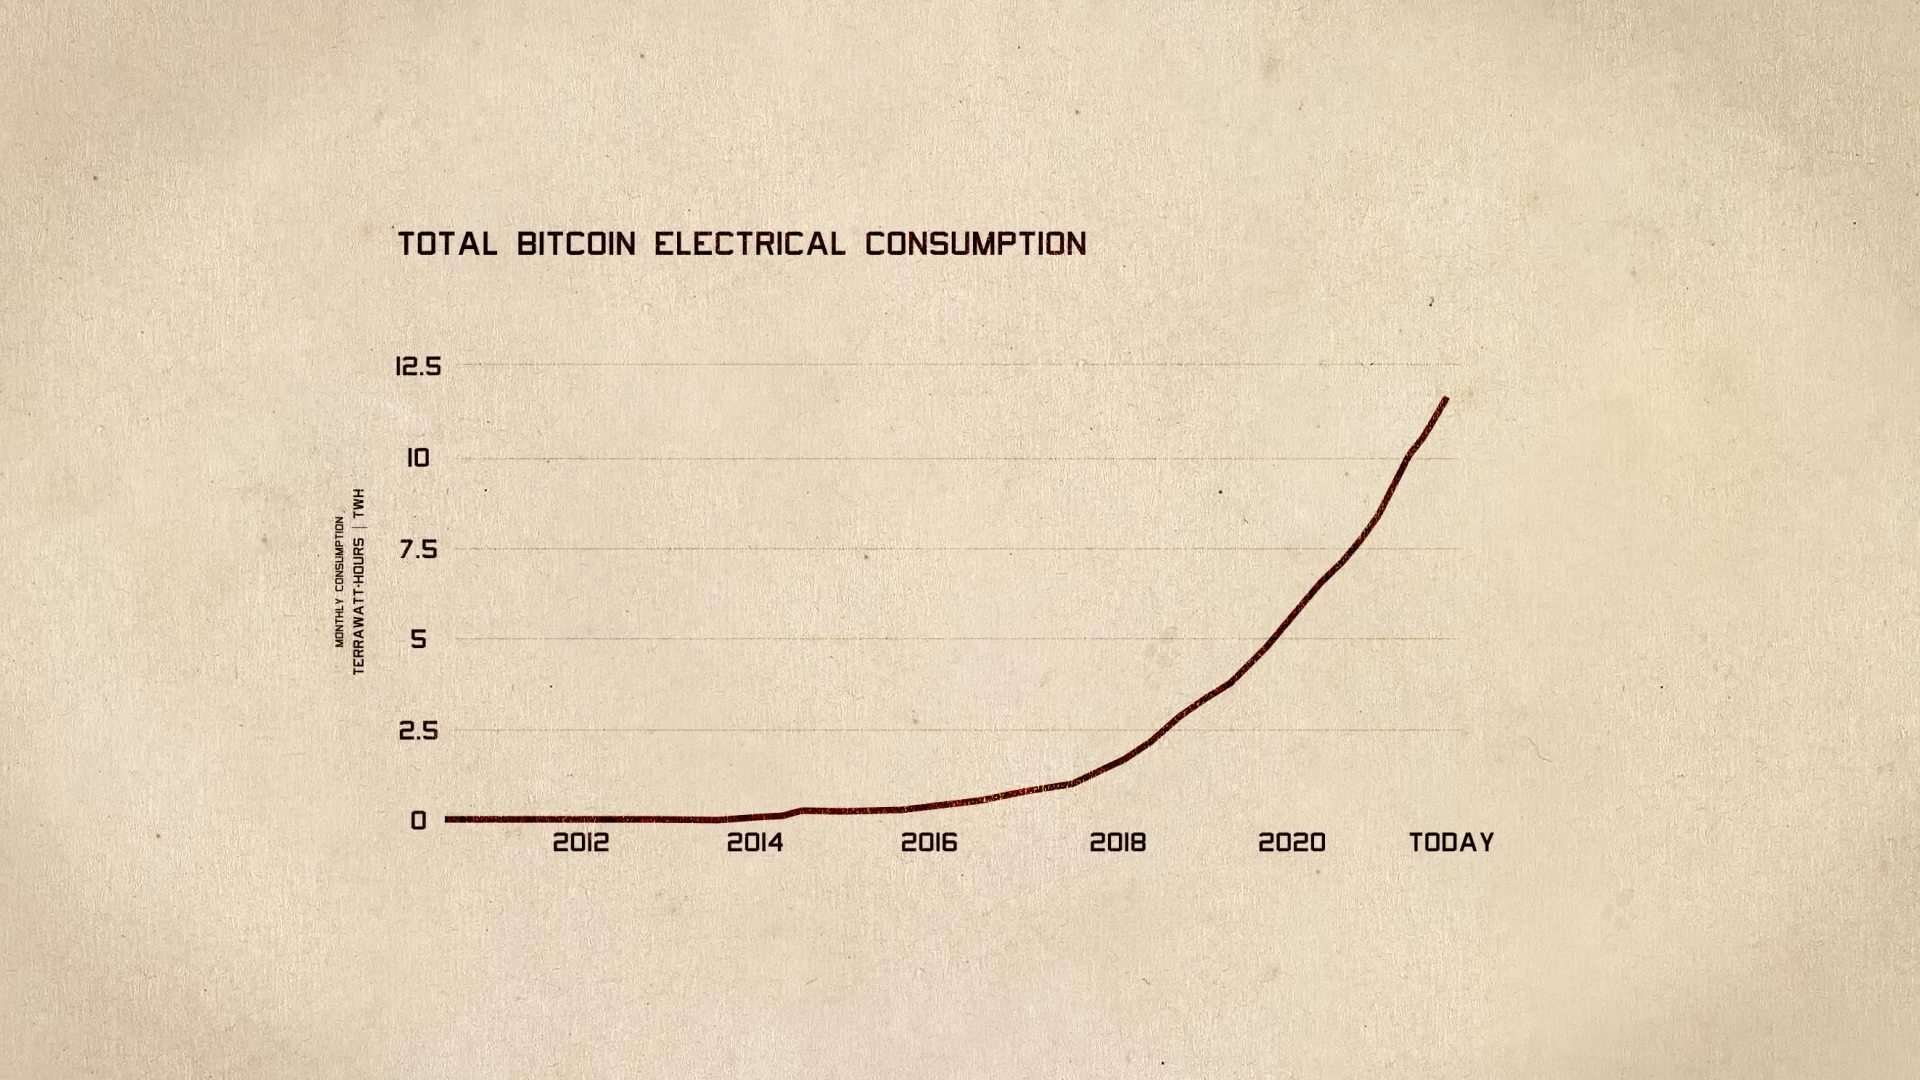 TOTAL BITCOIN ELECTRICAL CONSUMPTION
12.5
10
7.5
5
2.5
0
MONTHLY CONSUMPTION
TERRAWATT-HOURS | TWH
2012 2014 2016 2018 2020 TODAY